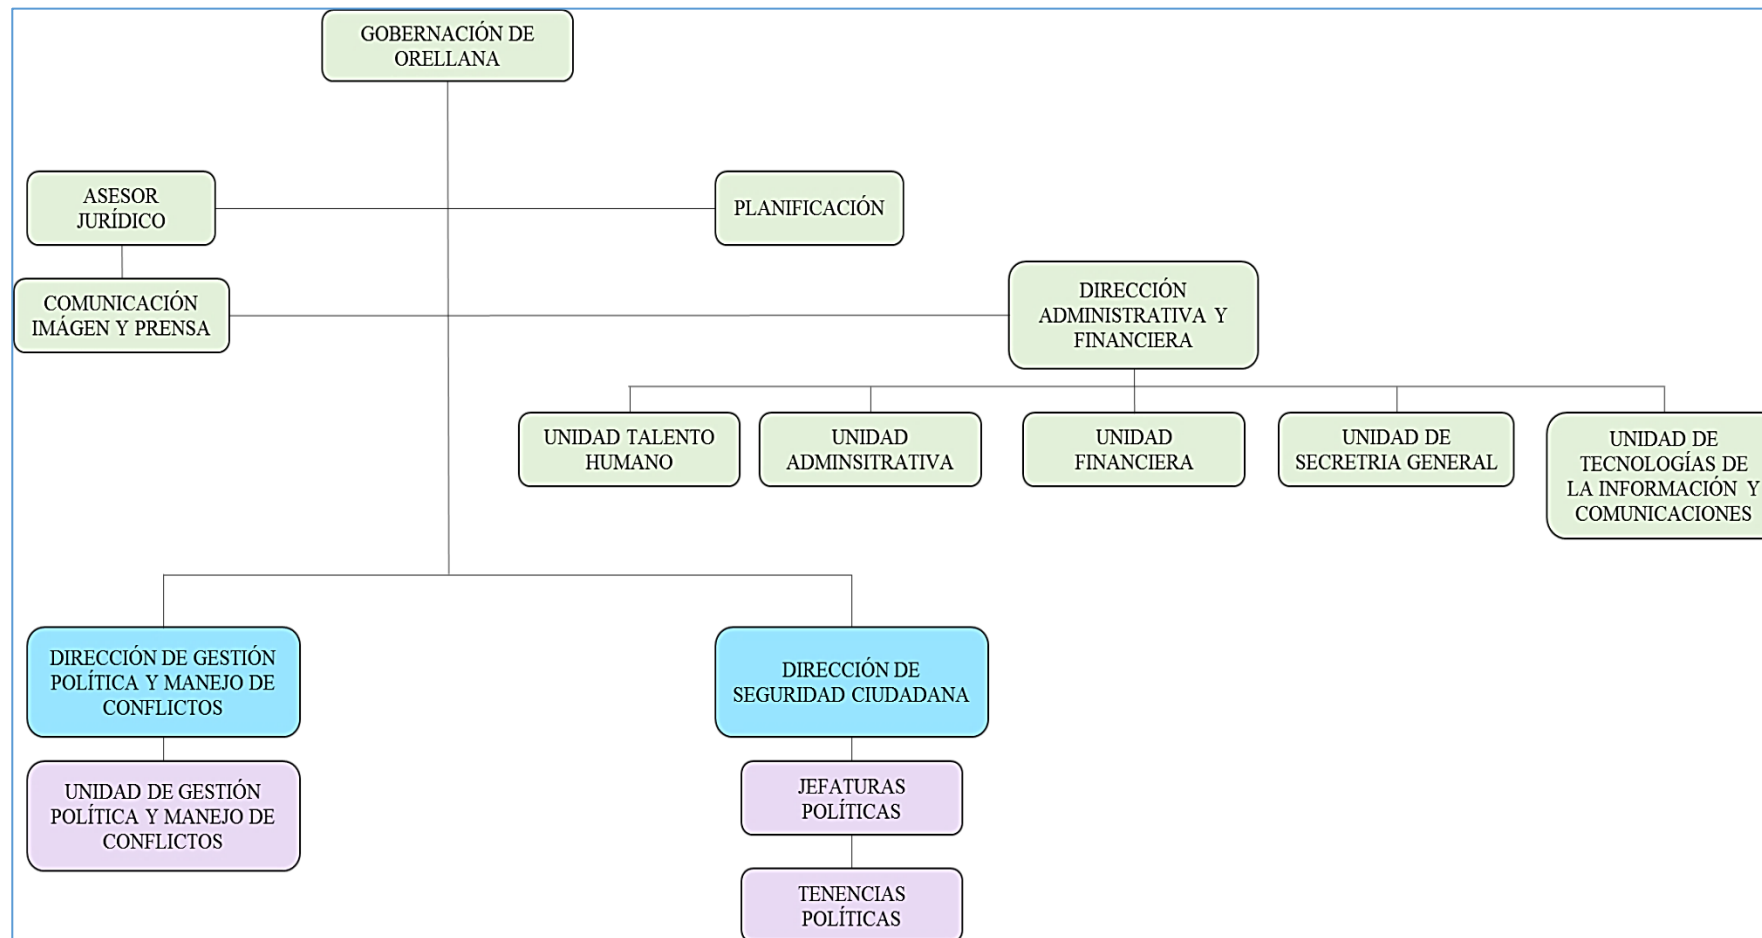 GOBERNACIÓN DE
ORELLANA
ASESOR
JURÍDICO
PLANIFICACIÓN
COMUNICACIÓN
IMÁGEN Y PRENSA
DIRECCIÓN
ADMINISTRATIVA Y
FINANCIERA
UNIDAD TALENTO
HUMANO
UNIDAD
ADMINSITRATIVA
UNIDAD
FINANCIERA
UNIDAD DE
SECRETRIA GENERAL
UNIDAD DE
TECNOLOGÍAS DE
LA INFORMACIÓN Y
COMUNICACIONES
DIRECCIÓN DE GESTIÓN
POLÍTICA Y MANEJO DE
CONFLICTOS
DIRECCIÓN DE
SEGURIDAD CIUDADANA
UNIDAD DE GESTIÓN
POLÍTICA Y MANEJO DE
CONFLICTOS
JEFATURAS
POLÍTICAS
TENENCIAS
POLÍTICAS